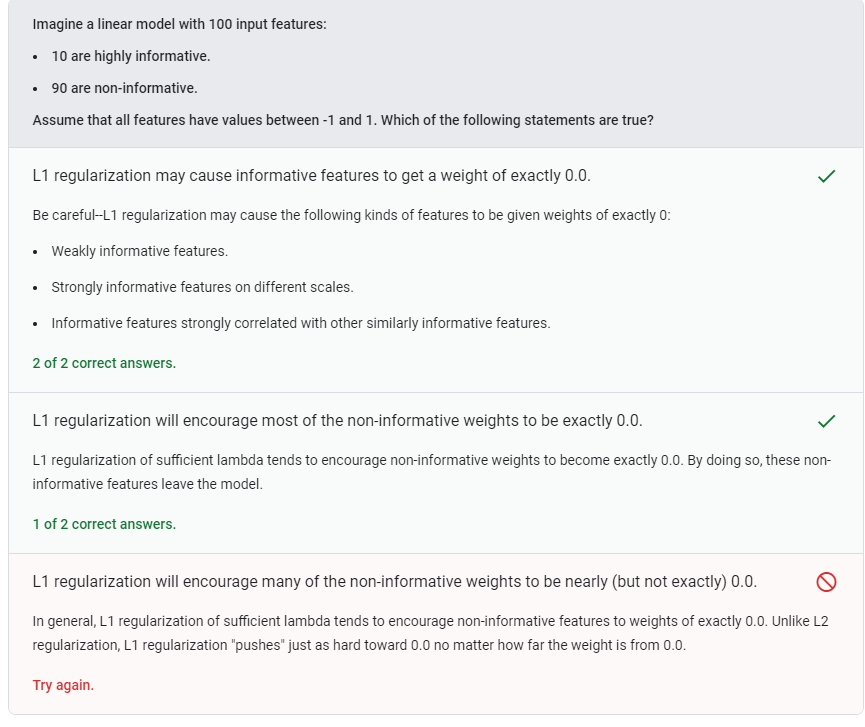 Imagine a linear model with 100 input features:
• 10 are highly informative.
• 90 are non-informative.
Assume that all features have values between -1 and 1. Which of the following statements are true?
L1 regularization may cause informative features to get a weight of exactly 0.0.
Be careful--L1 regularization may cause the following kinds of features to be given weights of exactly 0:
• Weakly informative features.
• Strongly informative features on different scales.
• Informative features strongly correlated with other similarly informative features.
2 of 2 correct answers.
L1 regularization will encourage most of the non-informative weights to be exactly 0.0.
L1 regularization of sufficient lambda tends to encourage non-informative weights to become exactly 0.0. By doing so, these non-
informative features leave the model.
1 of 2 correct answers.
L1 regularization will encourage many of the non-informative weights to be nearly (but not exactly) 0.0.
In general, L1 regularization of sufficient lambda tends to encourage non-informative features to weights of exactly 0.0. Unlike L2
regularization, L1 regularization "pushes" just as hard toward 0.0 no matter how far the weight is from 0.0.
Try again.